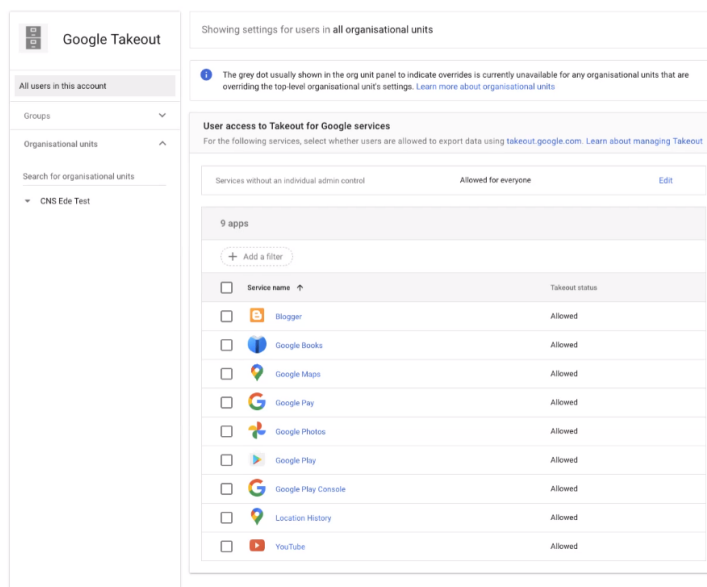 Google Takeout
All users in this account
Groups
Organisational units
Search for organisational units
CNS Ede Test
Showing settings for users in all organisational units
The grey dot usually shown in the org unit panel to indicate overrides is currently unavailable for any organisational units that are
overriding the top-level organisational unit's settings. Learn more about organisational units
User access to Takeout for Google services
For the following services, select whether users are allowed to export data using takeout.google.com. Learn about managing Takeout
Services without an individual admin control Allowed for everyone Edit
9 apps
+ Add a filter
Service name ↑ Takeout status
Blogger Allowed
Google Books Allowed
Google Maps Allowed
Google Pay Allowed
Google Photos Allowed
Google Play Allowed
Google Play Console Allowed
Location History Allowed
YouTube Allowed